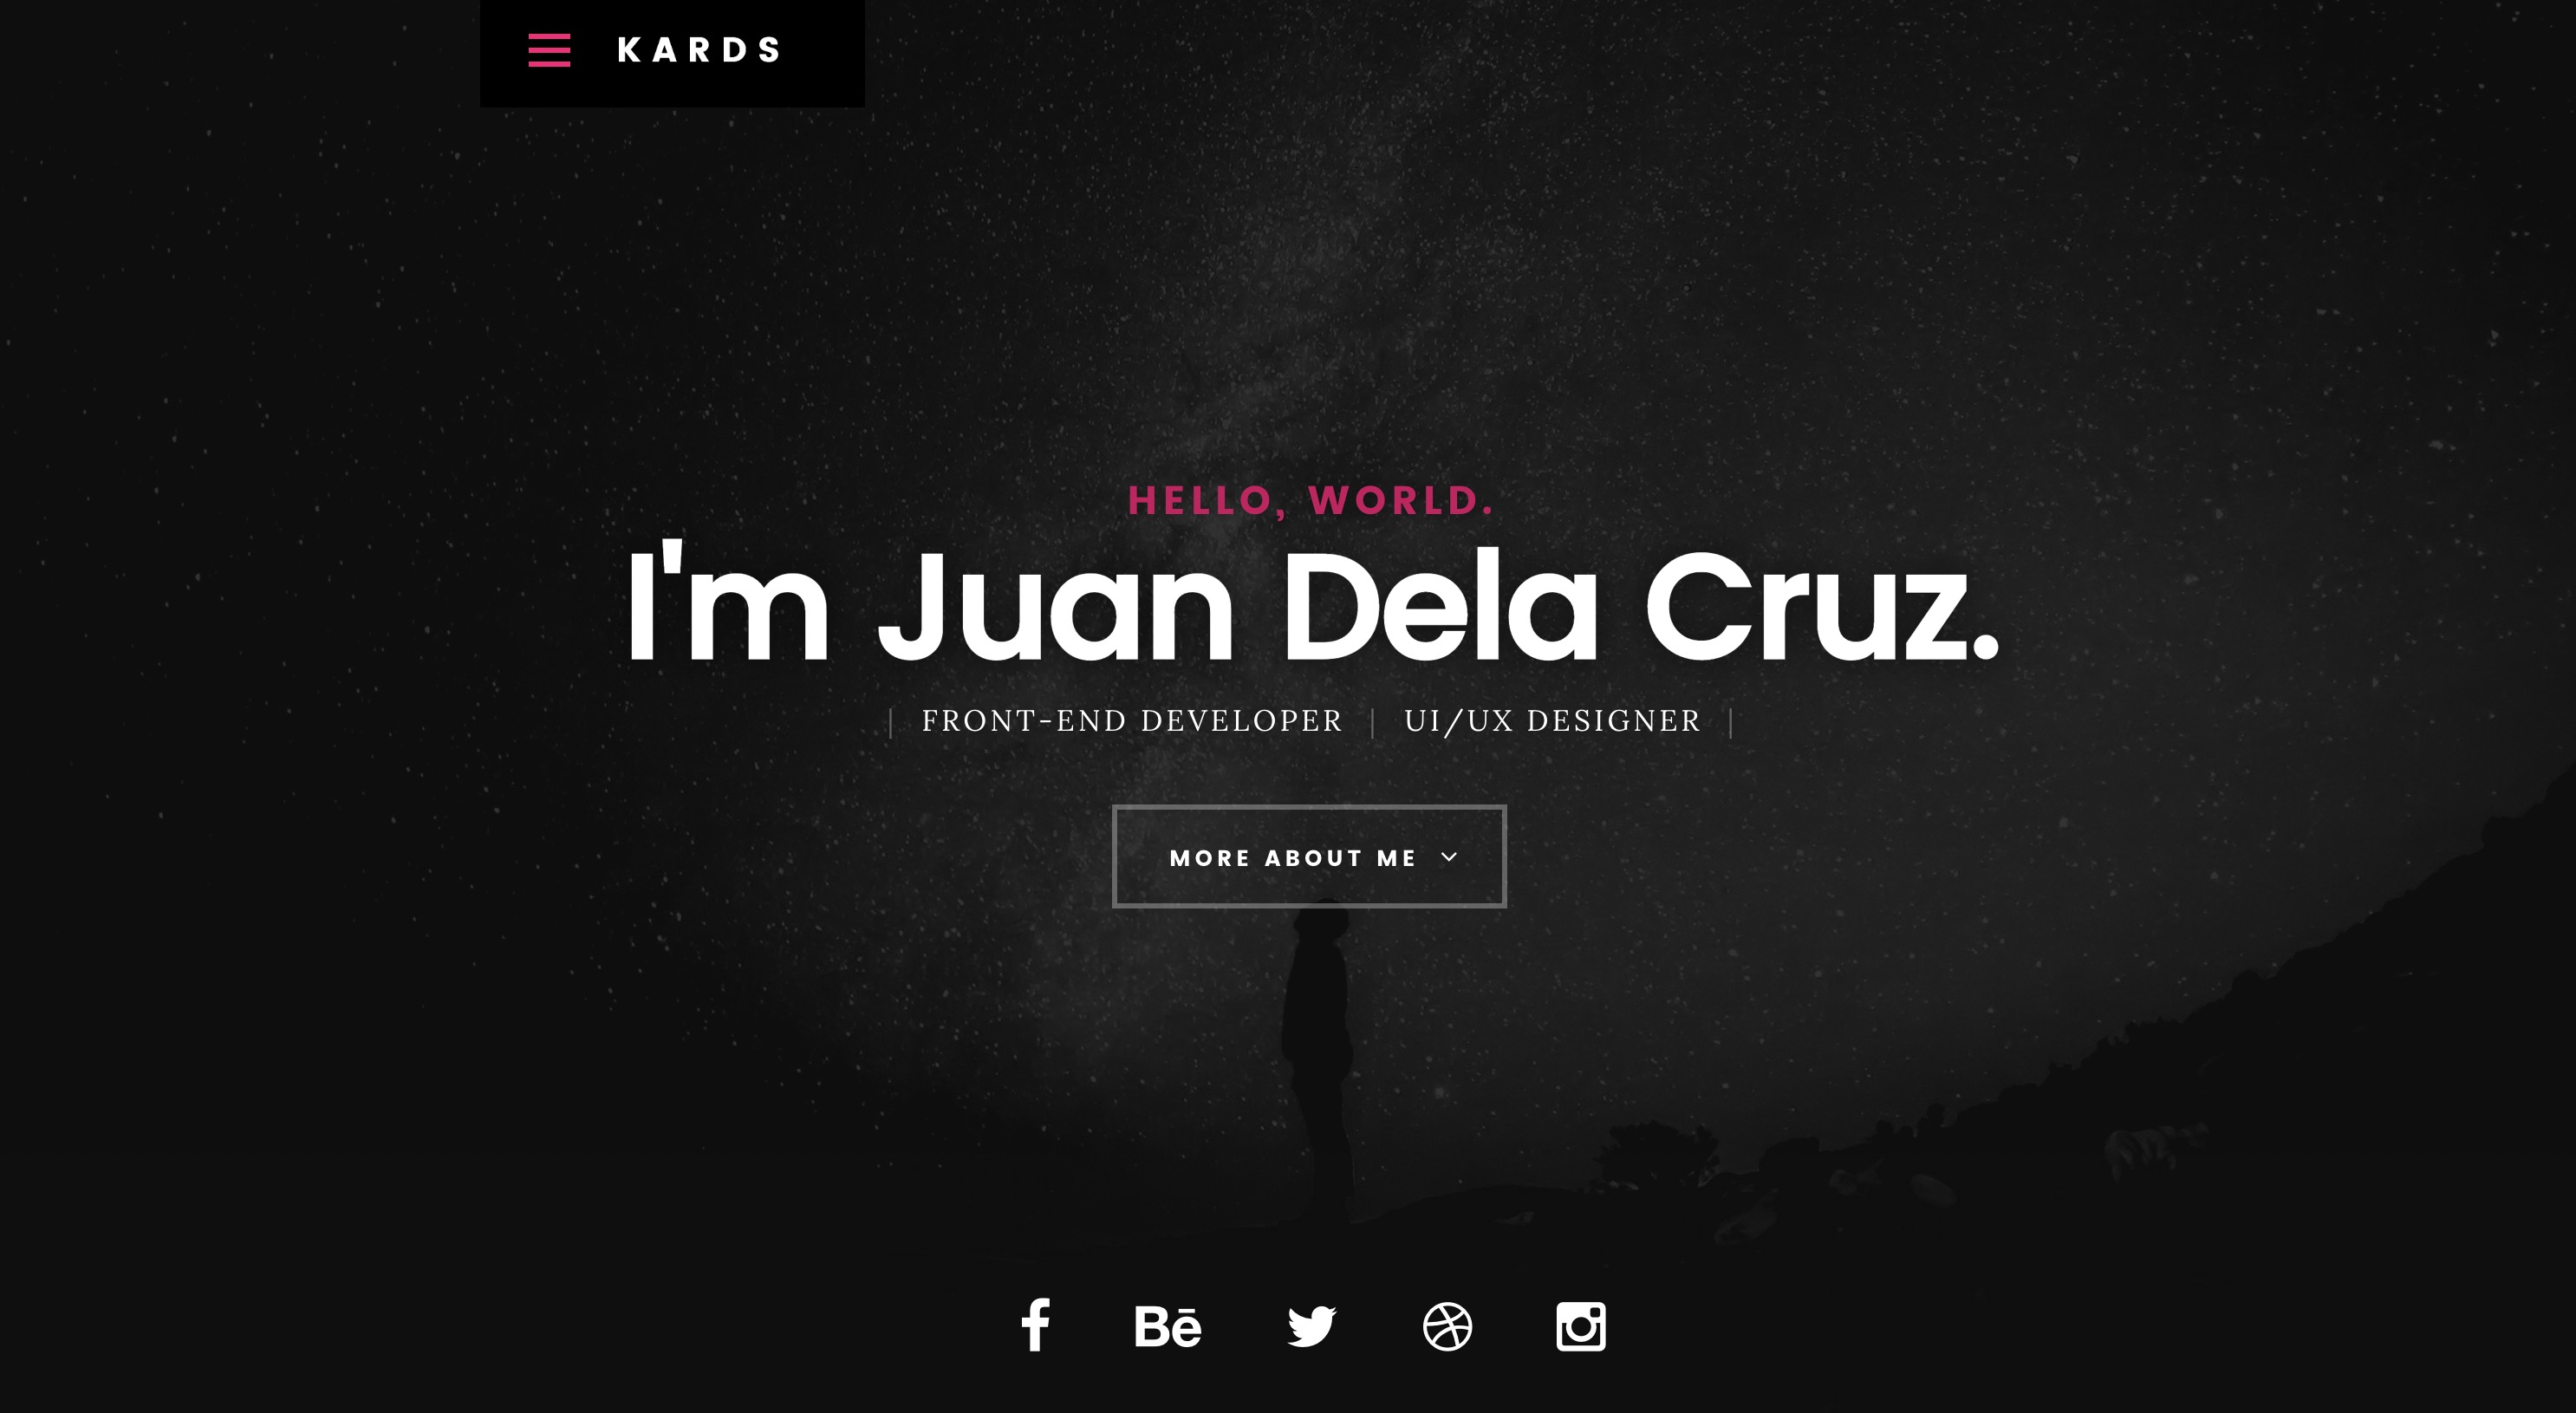 KARDS
HELLO, WORLD.
I'm Juan Dela Cruz.
| FRONT-END DEVELOPER | UI/UX DESIGNER |
MORE ABOUT ME
Bē